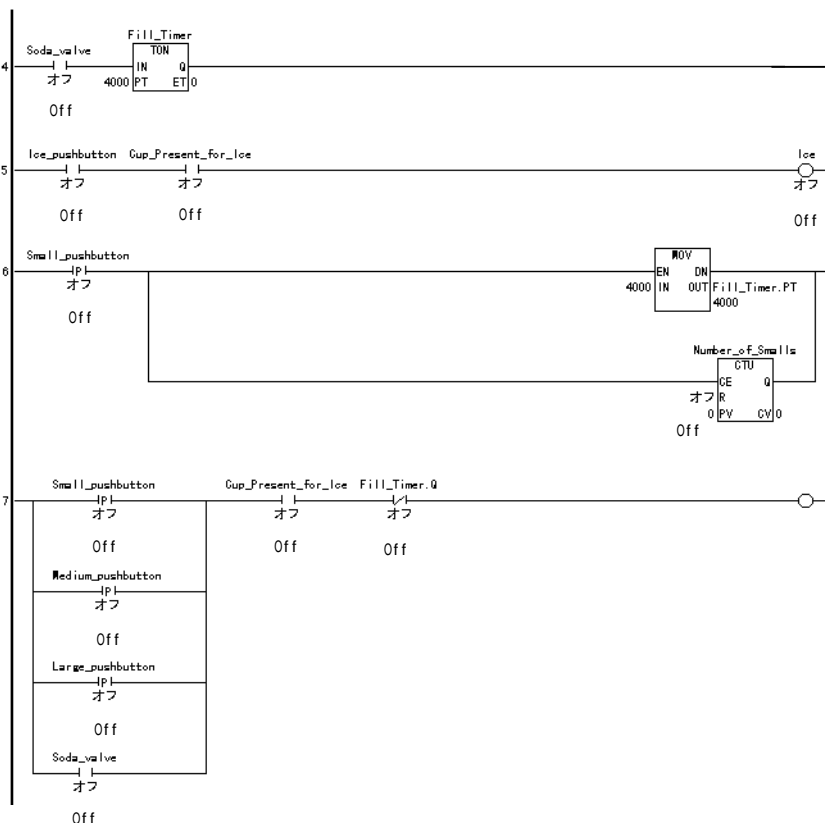 Fill_Timer
Soda_valve TON
4 IN Q
オフ 4000 PT ET 0
Off
Ice_pushbutton Cup_Present_for_Ice Ice
5
オフ オフ オフ
Off Off Off
Small_pushbutton MOV
6 P EN DN
オフ 4000 IN OUT Fill_Timer.PT
4000
Off
Number_of_Smalls
CTU
CE Q
オフ R
0 PV CV 0
Off
Small_pushbutton Cup_Present_for_Ice Fill_Timer.Q
7 P
オフ オフ オフ
Off Off Off
Medium_pushbutton
P
オフ
Off
Large_pushbutton
P
オフ
Off
Soda_valve
オフ
Off